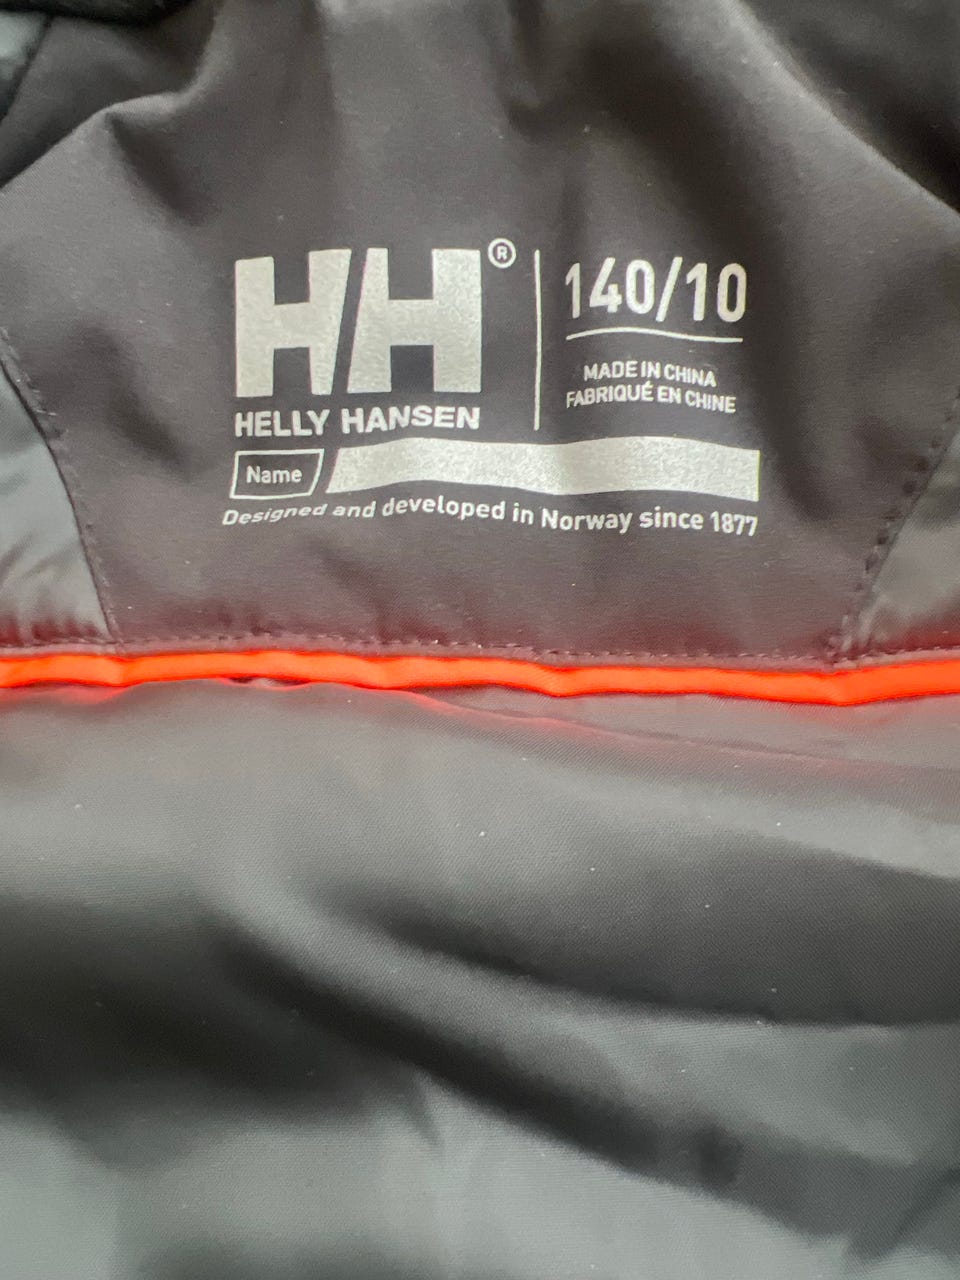 HH®
HELLY HANSEN
140/10
MADE IN CHINA
FABRIQUÉ EN CHINE
Name
Designed and developed in Norway since 1877